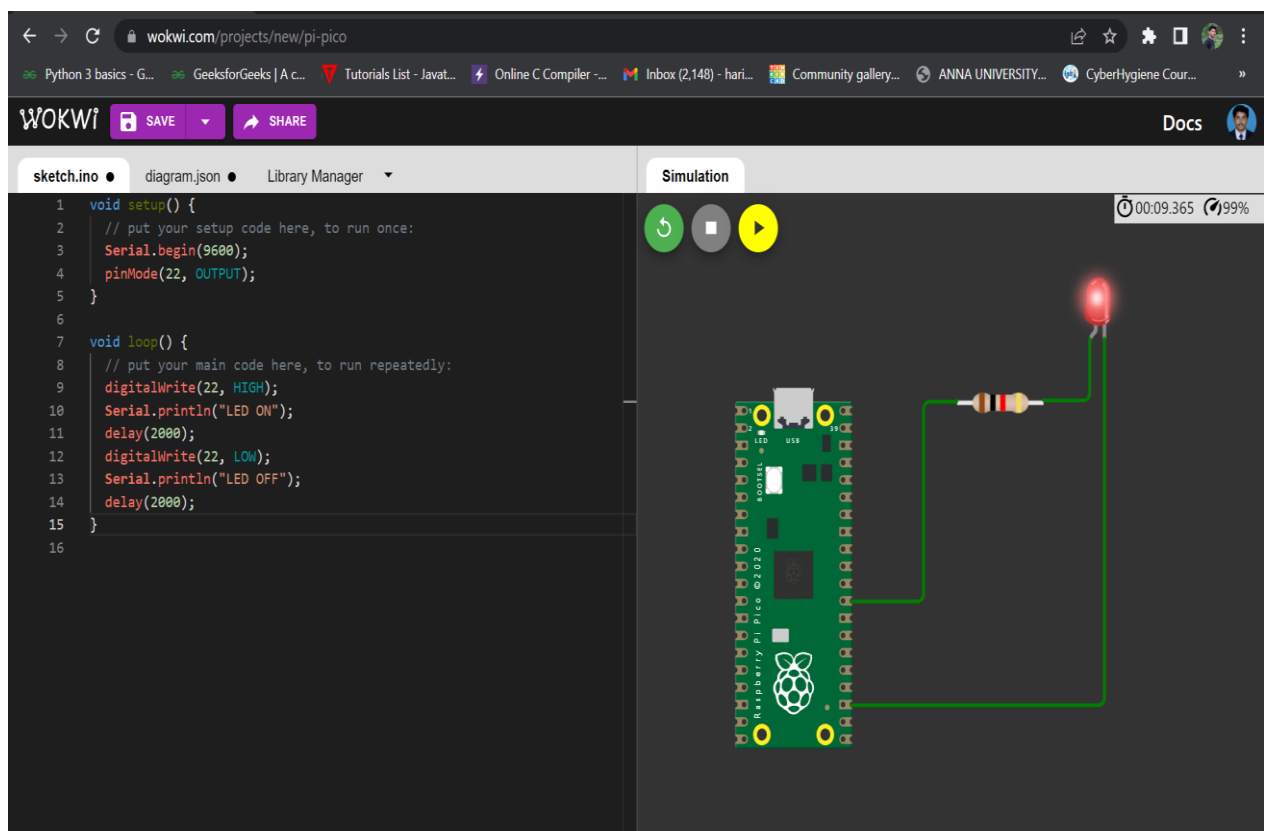 wokwi.com/projects/new/pi-pico
Python 3 basics - G... GeeksforGeeks | A c... Tutorials List - Javat... Online C Compiler -... Inbox (2,148) - hari... Community gallery... ANNA UNIVERSITY... CyberHygiene Cour... »
WOKWi SAVE SHARE Docs
sketch.ino ● diagram.json ● Library Manager Simulation
00:09.365 99%
1 void setup() {
2 // put your setup code here, to run once:
3 Serial.begin(9600);
4 pinMode(22, OUTPUT);
5 }
6
7 void loop() {
8 // put your main code here, to run repeatedly:
9 digitalWrite(22, HIGH);
10 Serial.println("LED ON");
11 delay(2000);
12 digitalWrite(22, LOW);
13 Serial.println("LED OFF");
14 delay(2000);
15 }
16
1
2 39
LED USB
BOOTSEL
Raspberry Pi Pico ©2020